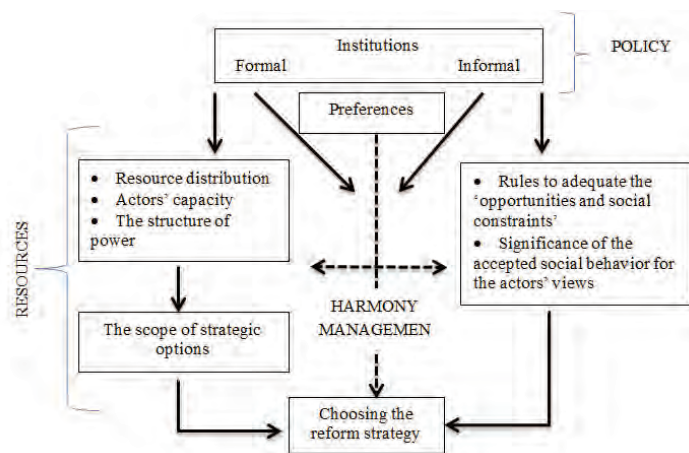 Institutions
Formal
Informal
POLICY
Preferences
RESOURCES
• Resource distribution
• Actors' capacity
• The structure of
power
• Rules to adequate the
'opportunities and social
constraints'
• Significance of the
accepted social behavior for
the actors' views
HARMONY
MANAGEMEN
The scope of strategic
options
Choosing the
reform strategy